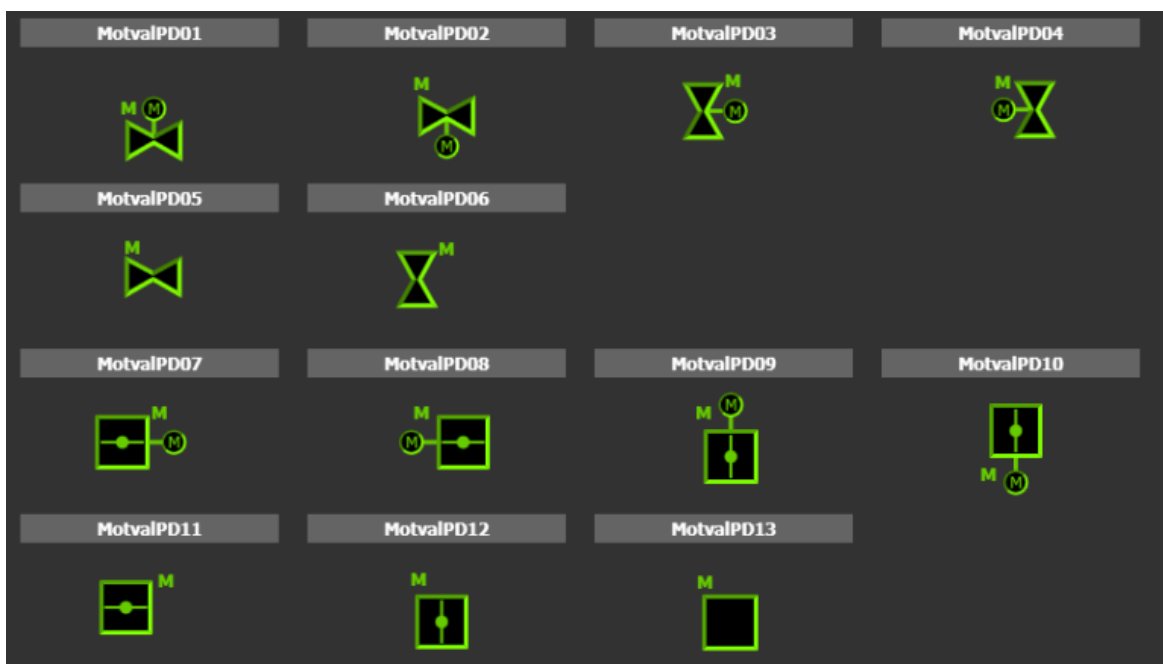 MotvalPD01 MotvalPD02 MotvalPD03 MotvalPD04
M M M M M M M M
MotvalPD05 MotvalPD06
M M
MotvalPD07 MotvalPD08 MotvalPD09 MotvalPD10
M M M M M M M M
MotvalPD11 MotvalPD12 MotvalPD13
M M M